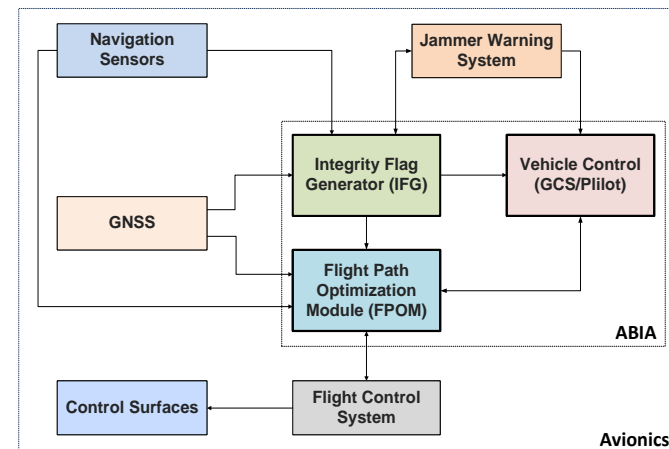 Navigation
Sensors
Jammer Warning
System
Integrity Flag
Generator (IFG)
Vehicle Control
(GCS/Plilot)
GNSS
Flight Path
Optimization
Module (FPOM)
ABIA
Control Surfaces
Flight Control
System
Avionics